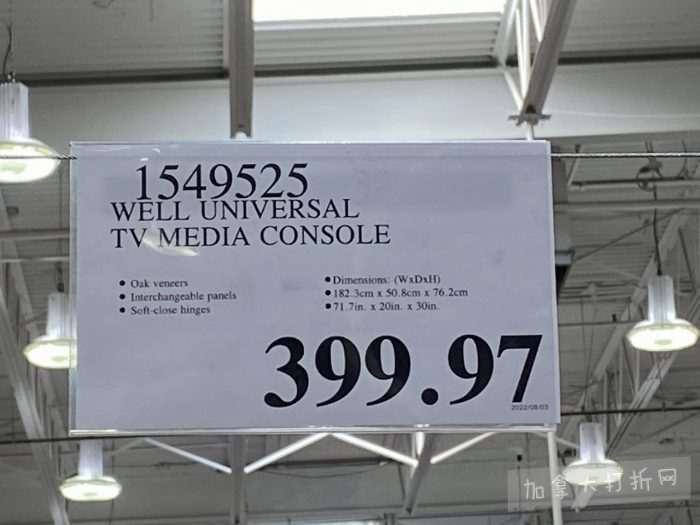 1549525
WELL UNIVERSAL
TV MEDIA CONSOLE
• Oak veneers
• Interchangeable panels
• Soft-close hinges
• Dimensions: (WxDxH)
• 182.3cm x 50.8cm x 76.2cm
• 71.7in. x 20in. x 30in.
399.97
2022/08/03
加拿大打折网